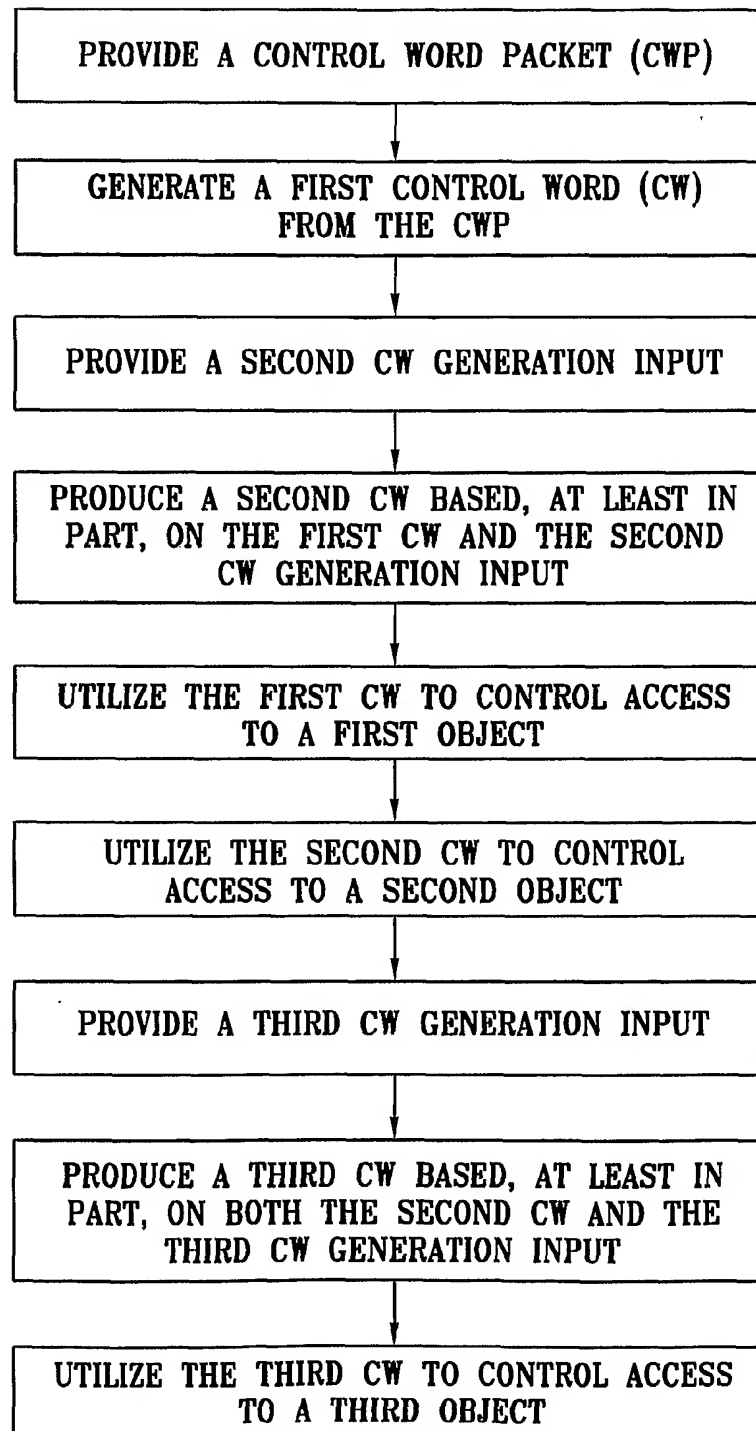 PROVIDE A CONTROL WORD PACKET (CWP)
GENERATE A FIRST CONTROL WORD (CW)
FROM THE CWP
PROVIDE A SECOND CW GENERATION INPUT
PRODUCE A SECOND CW BASED, AT LEAST IN
PART, ON THE FIRST CW AND THE SECOND
CW GENERATION INPUT
UTILIZE THE FIRST CW TO CONTROL ACCESS
TO A FIRST OBJECT
UTILIZE THE SECOND CW TO CONTROL
ACCESS TO A SECOND OBJECT
PROVIDE A THIRD CW GENERATION INPUT
PRODUCE A THIRD CW BASED, AT LEAST IN
PART, ON BOTH THE SECOND CW AND THE
THIRD CW GENERATION INPUT
UTILIZE THE THIRD CW TO CONTROL ACCESS
TO A THIRD OBJECT